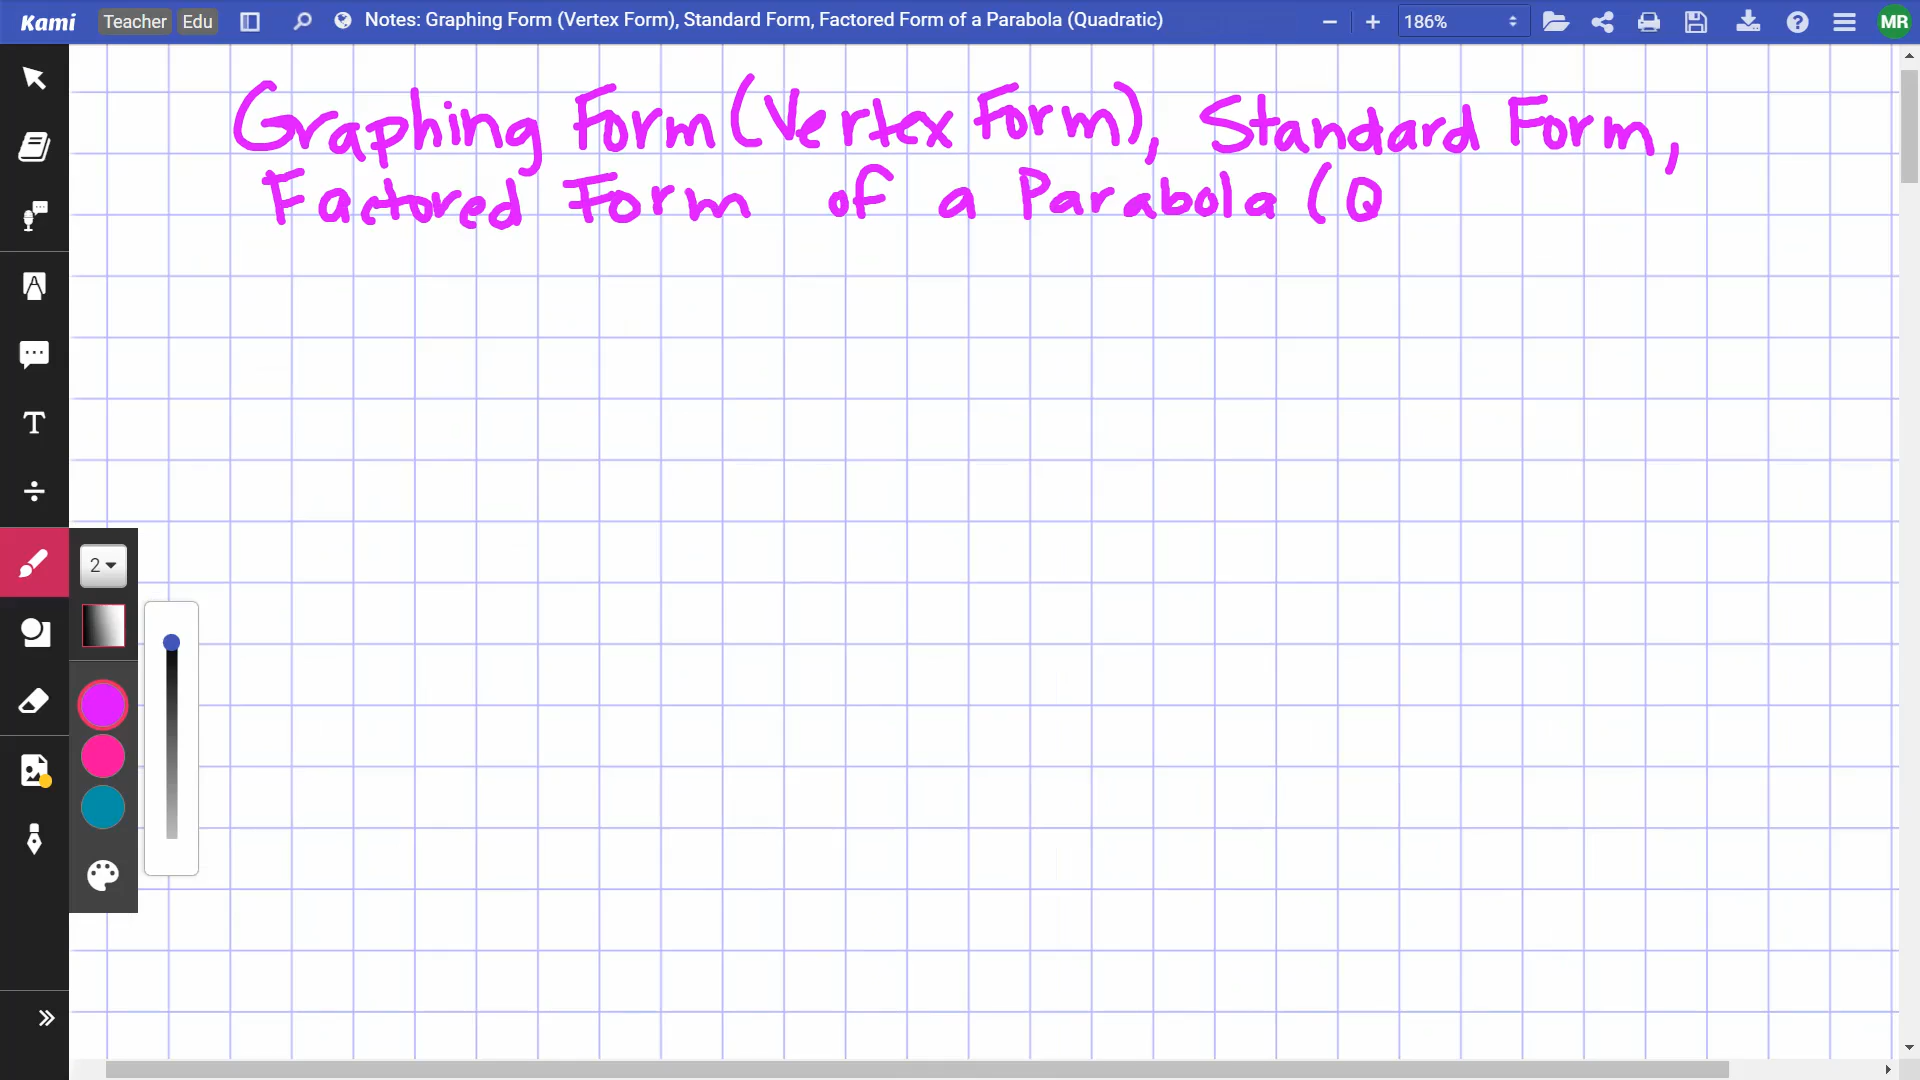 Kami Teacher Edu Notes: Graphing Form (Vertex Form), Standard Form, Factored Form of a Parabola (Quadratic) 186% MR
Graphing Form (Vertex Form), Standard Form,
Factored Form of a Parabola (Q
T
2